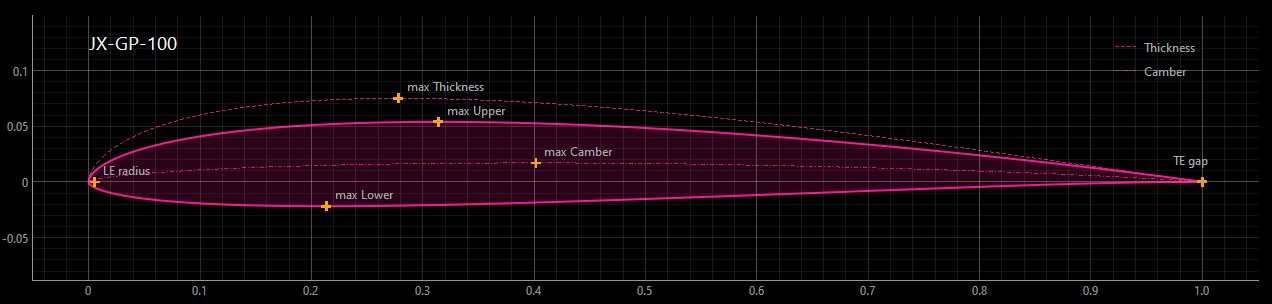 JX-GP-100
Thickness
Camber
0.1
max Thickness
max Upper
0.05
max Camber
TE gap
LE radius
0
max Lower
-0.05
0
0.1
0.2
0.3
0.4
0.5
0.6
0.7
0.8
0.9
1.0